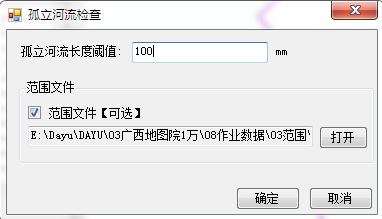 孤立河流检查
孤立河流长度阈值: 100 mm
范围文件
范围文件【可选】
E:\Dayu\DAYU\03广西地图院1万\08作业数据\03范围\ 打开
确定 取消